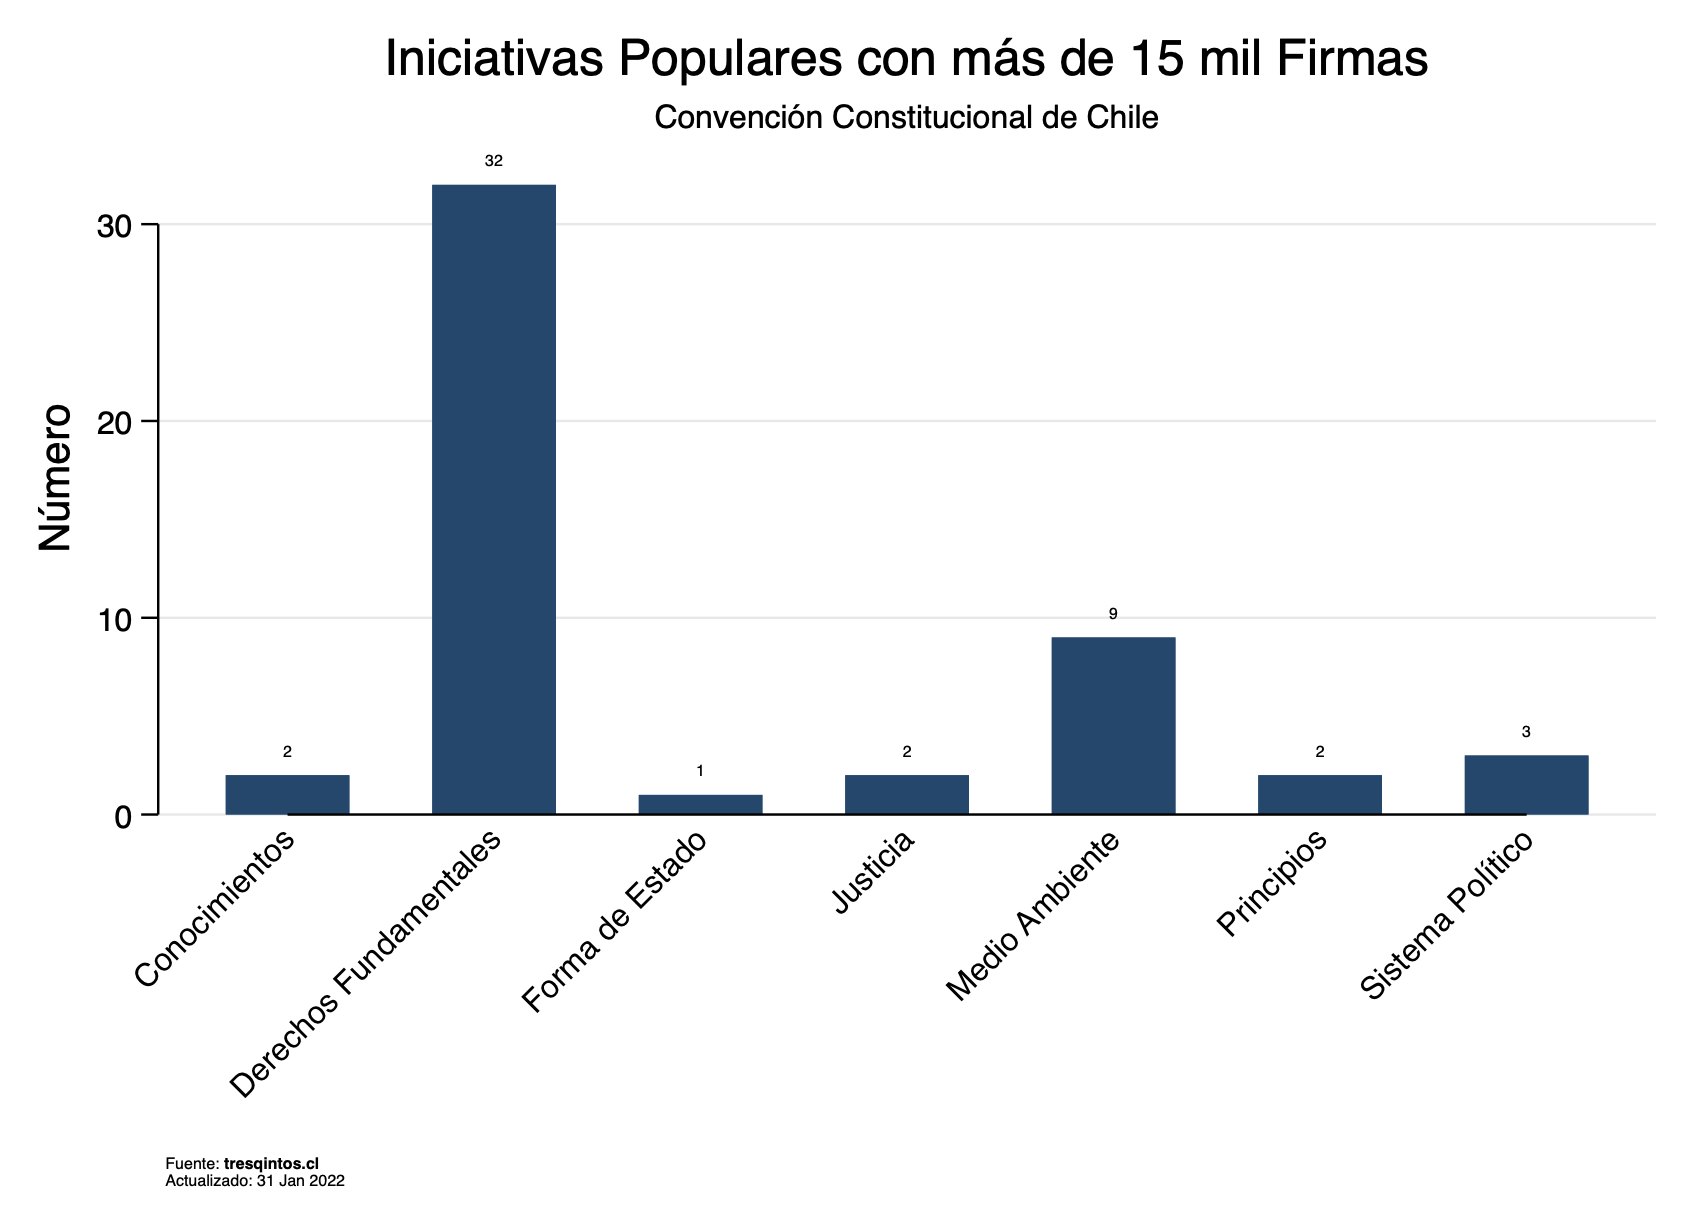 Iniciativas Populares con más de 15 mil Firmas
Convención Constitucional de Chile
Número
30
20
10
0
2
32
1
2
9
2
3
Conocimientos
Derechos Fundamentales
Forma de Estado
Justicia
Medio Ambiente
Principios
Sistema Político
Fuente: tresqintos.cl
Actualizado: 31 Jan 2022